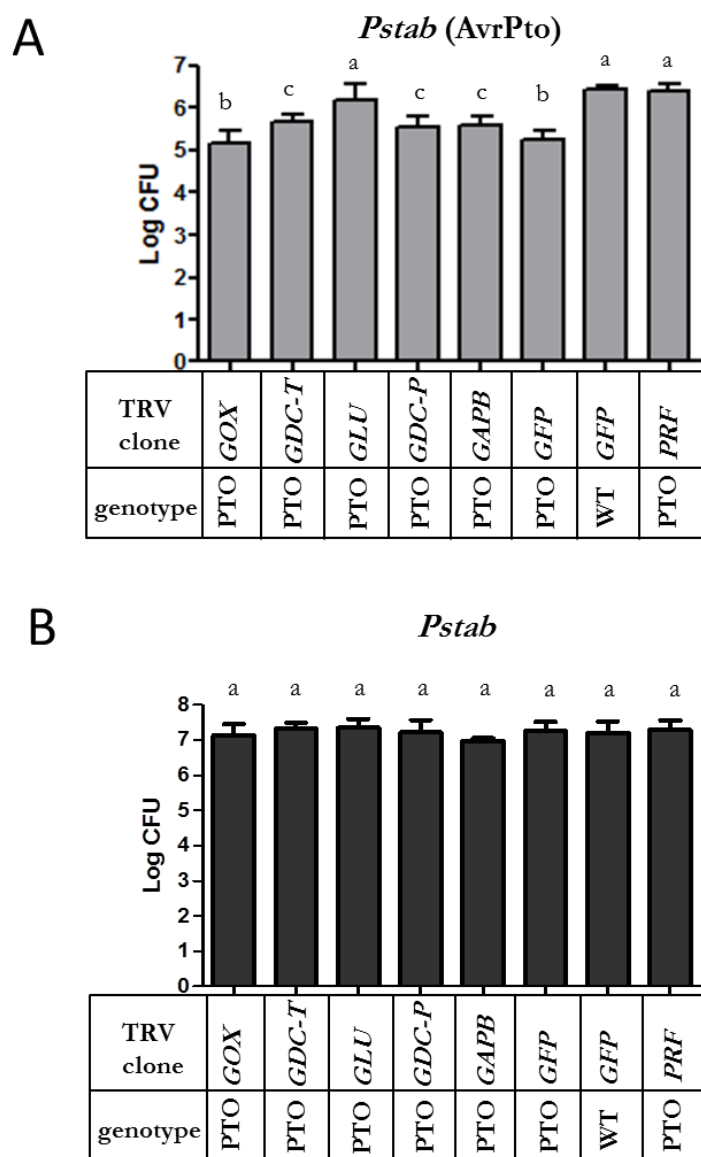 A
Pstab (AvrPto)
a a a
b c c c b
7
6
5
4
3
2
1
0
Log CFU
TRV clone GOX GDC-T GLU GDC-P GAPB GFP GFP PRF
genotype PTO PTO PTO PTO PTO PTO WT PTO
B
Pstab
a a a a a a a a
8
7
6
5
4
3
2
1
0
Log CFU
TRV clone GOX GDC-T GLU GDC-P GAPB GFP GFP PRF
genotype PTO PTO PTO PTO PTO PTO WT PTO